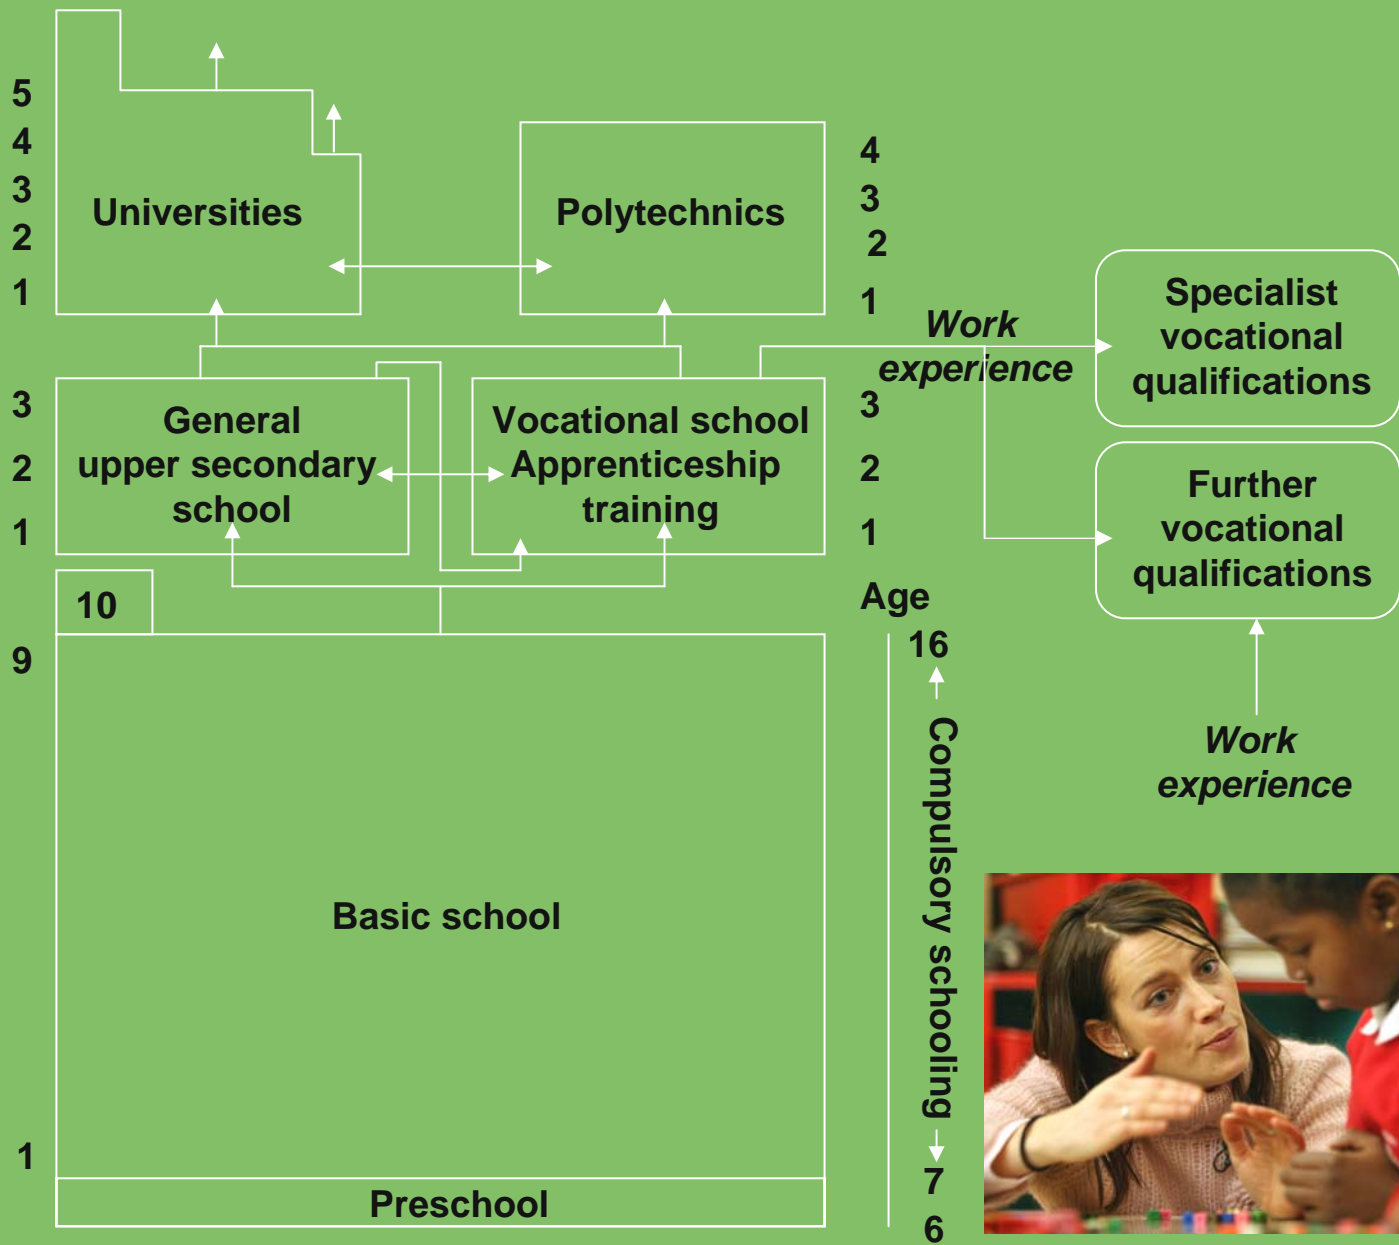 5
4
3
2
1
Universities
Polytechnics
4
3
2
1
Work
experience
Specialist
vocational
qualifications
3
2
1
General
upper secondary
school
Vocational school
Apprenticeship
training
3
2
1
Further
vocational
qualifications
10
Age
9
16
Compulsory schooling
Work
experience
Basic school
1
7
Preschool
6